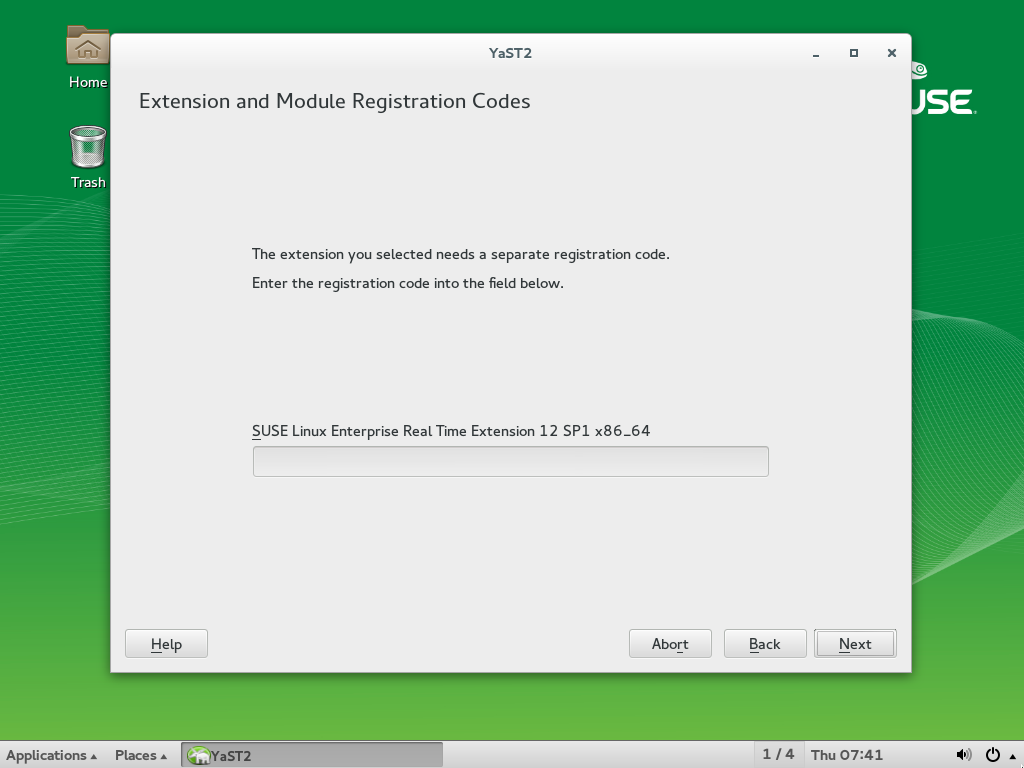 YaST2
Home
Extension and Module Registration Codes
USE
Trash
The extension you selected needs a separate registration code.
Enter the registration code into the field below.
SUSE Linux Enterprise Real Time Extension 12 SP1 x86_64
Help
Abort
Back
Next
Applications
Places
YaST2
1 / 4
Thu 07:41